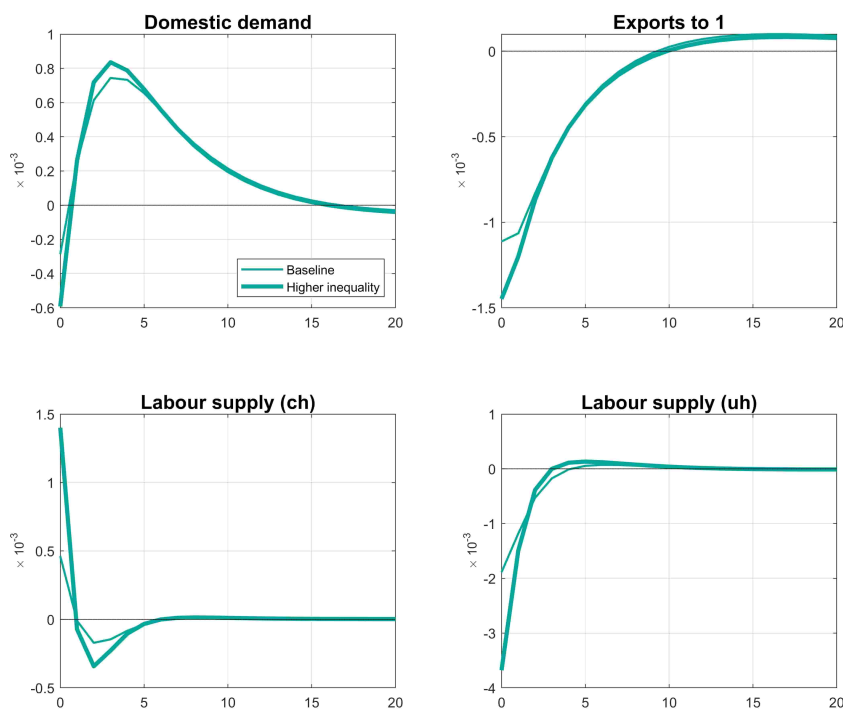 Domestic demand
1
0.8
0.6
0.4
0.2
0
-0.2
-0.4
-0.6
× 10⁻³
Baseline
Higher inequality
0 5 10 15 20
Exports to 1
0
-0.5
-1
-1.5
× 10⁻³
0 5 10 15 20
Labour supply (ch)
1.5
1
0.5
0
-0.5
× 10⁻³
0 5 10 15 20
Labour supply (uh)
1
0
-1
-2
-3
-4
× 10⁻³
0 5 10 15 20